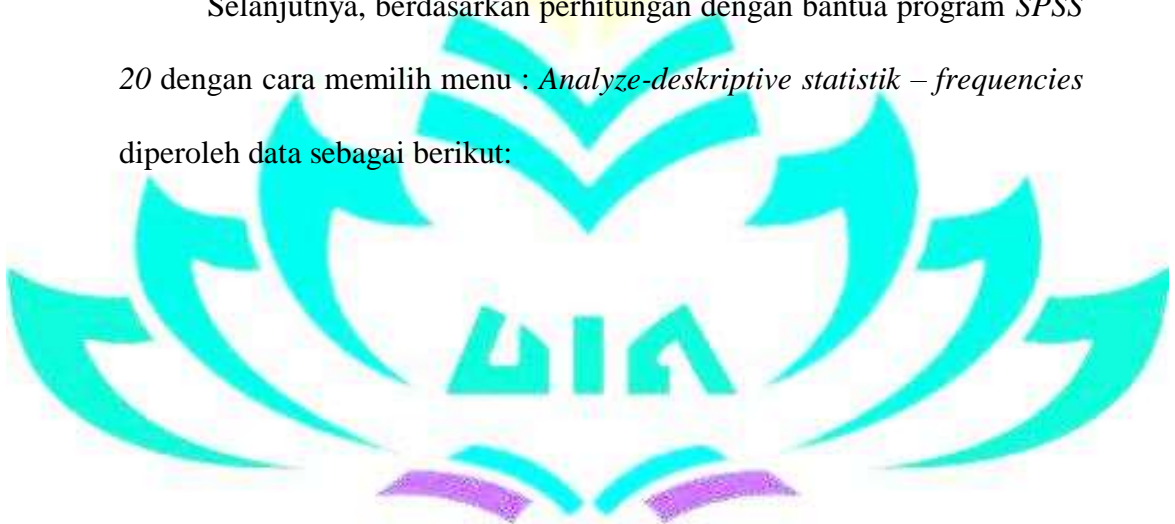 Selanjutnya, berdasarkan perhitungan dengan bantua program SPSS
20 dengan cara memilih menu : Analyze-deskriptive statistik – frequencies
diperoleh data sebagai berikut:
UIA